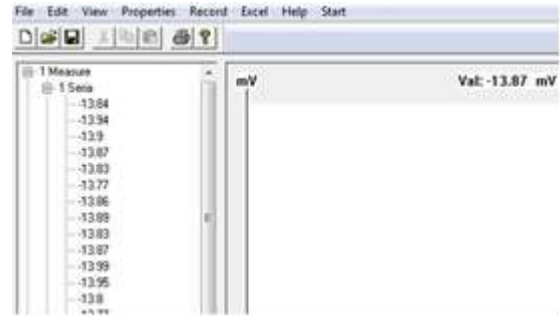 File Edit View Properties Record Excel Help Start
1 Measure
1 Seria
-13.84
-13.94
-13.9
-13.87
-13.83
-13.77
-13.86
-13.89
-13.83
-13.87
-13.99
-13.95
-13.8
mV
Val: -13.87 mV